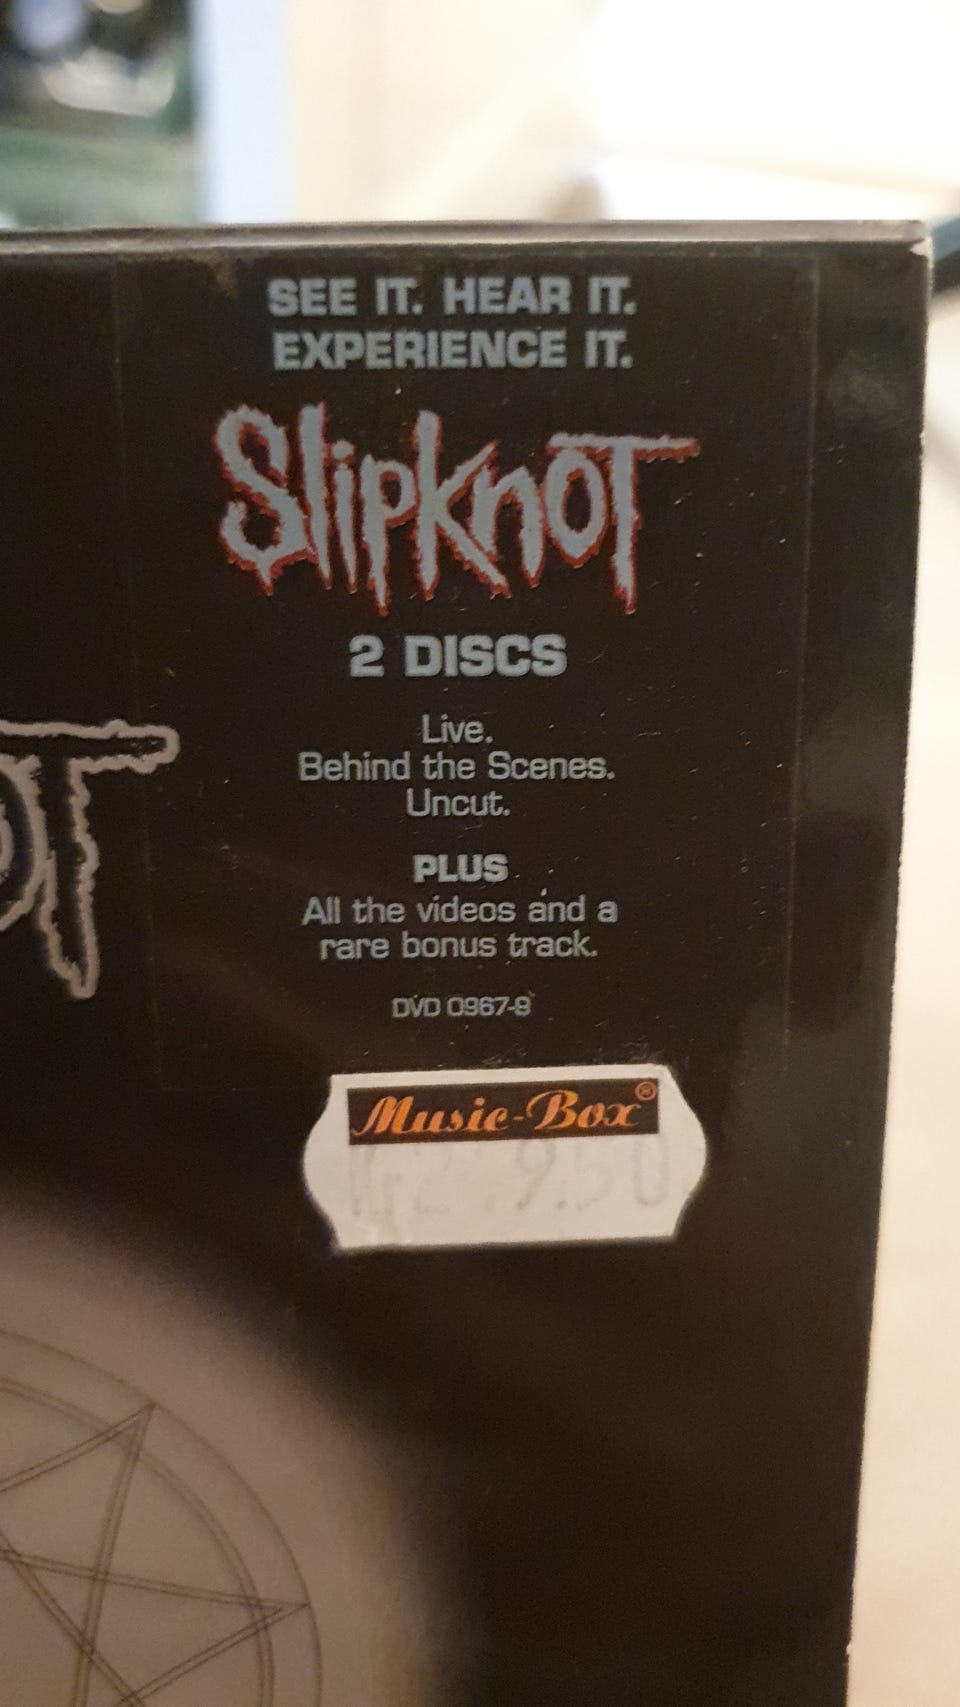 SEE IT. HEAR IT.
EXPERIENCE IT.
SlipknoT
2 DISCS
Live.
Behind the Scenes.
Uncut.
PLUS
All the videos and a
rare bonus track.
DVD 0967-8
Music-Box®